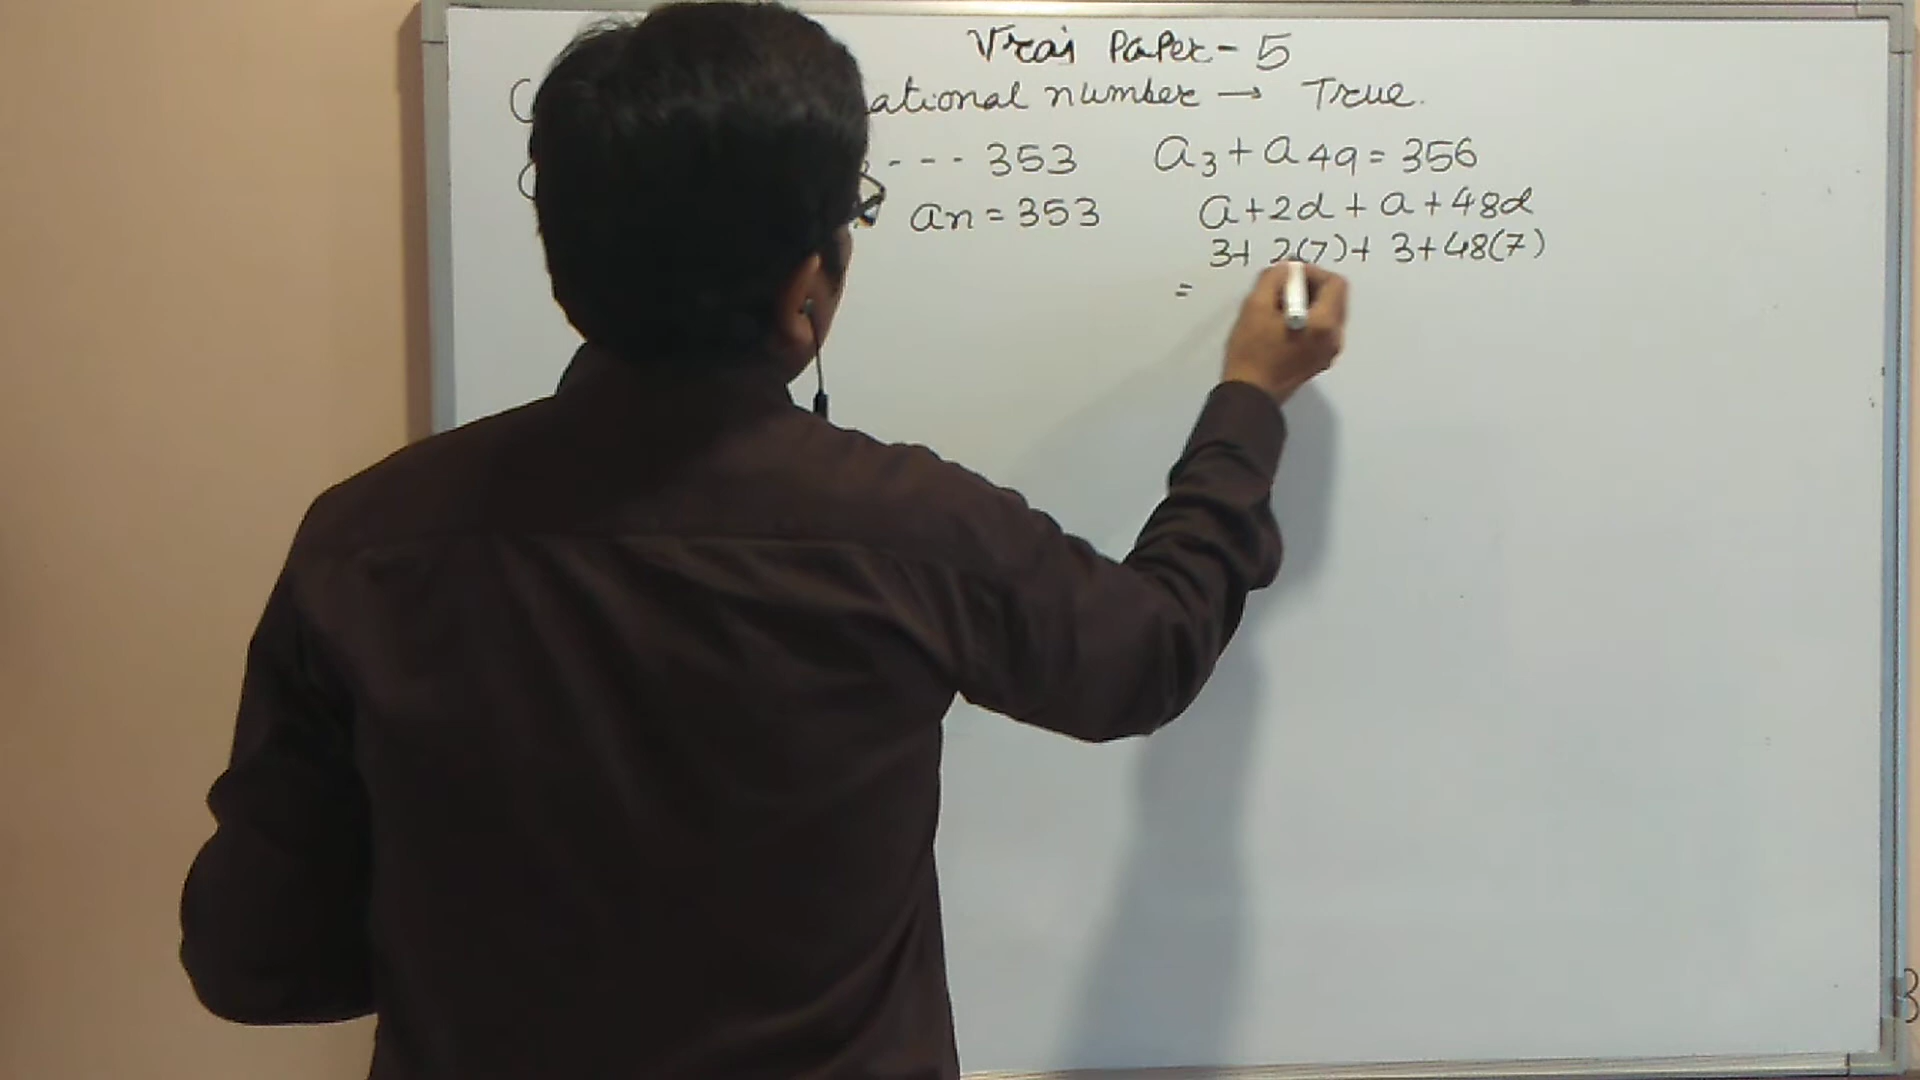 Vraj Paper - 5
ational number → True.
- - - 353 a3 + a49 = 356
an = 353 a + 2d + a + 48d
3 + 2(7) + 3 + 48(7)
=